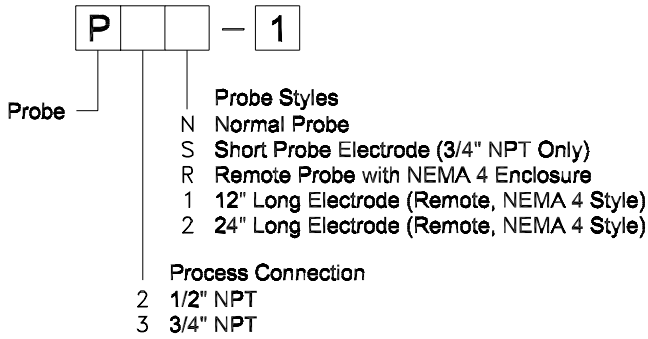 P - 1
Probe
Probe Styles
N Normal Probe
S Short Probe Electrode (3/4" NPT Only)
R Remote Probe with NEMA 4 Enclosure
1 12" Long Electrode (Remote, NEMA 4 Style)
2 24" Long Electrode (Remote, NEMA 4 Style)
Process Connection
2 1/2" NPT
3 3/4" NPT